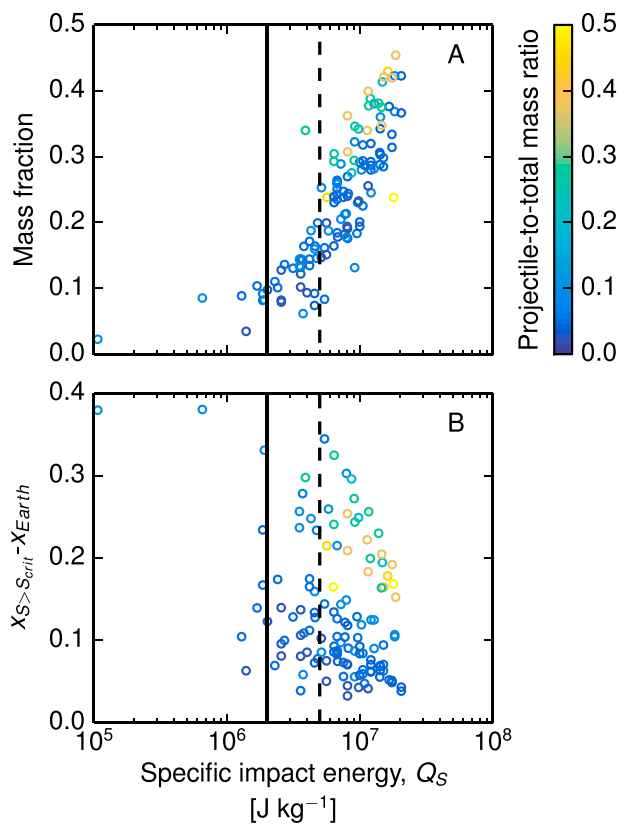 0.5
0.4
0.3
0.2
0.1
0.0
Mass fraction
A
0.5
0.4
0.3
0.2
0.1
0.0
Projectile-to-total mass ratio
0.4
0.3
0.2
0.1
0.0
x_{S>S_{crit}}-x_{Earth}
B
10^5 10^6 10^7 10^8
Specific impact energy, Q_S
[J kg^{−1}]